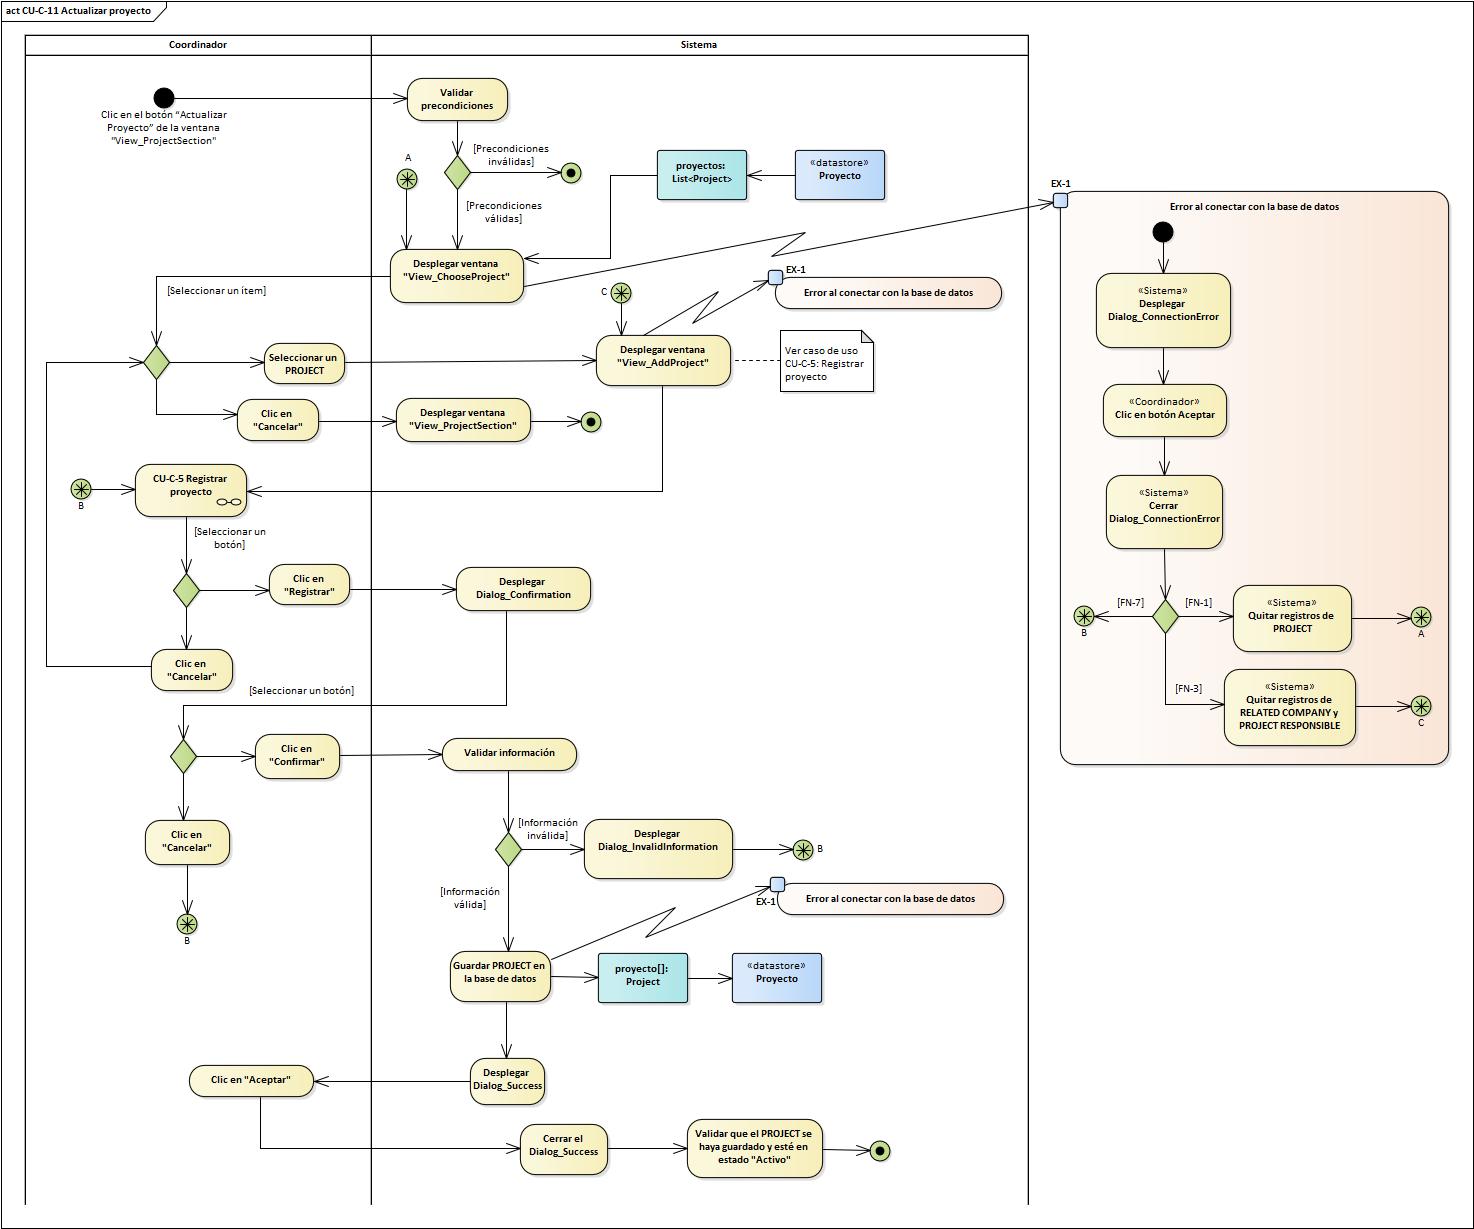 act CU-C-11 Actualizar proyecto
Coordinador
Sistema
Clic en el botón "Actualizar
Proyecto" de la ventana
"View_ProjectSection"
Validar
precondiciones
[Precondiciones
inválidas]
A
[Precondiciones
válidas]
proyectos:
List<Project>
«datastore»
Proyecto
Desplegar ventana
"View_ChooseProject"
[Seleccionar un ítem]
EX-1
Error al conectar con la base de datos
C
Seleccionar un
PROJECT
Desplegar ventana
"View_AddProject"
Ver caso de uso
CU-C-5: Registrar
proyecto
Clic en
"Cancelar"
Desplegar ventana
"View_ProjectSection"
B
CU-C-5 Registrar
proyecto
[Seleccionar un
botón]
Clic en
"Registrar"
Desplegar
Dialog_Confirmation
Clic en
"Cancelar"
[Seleccionar un botón]
Clic en
"Confirmar"
Validar información
Clic en
"Cancelar"
B
[Información
inválida]
Desplegar
Dialog_InvalidInformation
B
[Información
válida]
EX-1
Error al conectar con la base de datos
Guardar PROJECT en
la base de datos
proyecto[]:
Project
«datastore»
Proyecto
Desplegar
Dialog_Success
Clic en "Aceptar"
Cerrar el
Dialog_Success
Validar que el PROJECT se
haya guardado y esté en
estado "Activo"
EX-1
Error al conectar con la base de datos
«Sistema»
Desplegar
Dialog_ConnectionError
«Coordinador»
Clic en botón Aceptar
«Sistema»
Cerrar
Dialog_ConnectionError
[FN-7]
[FN-1]
B
«Sistema»
Quitar registros de
PROJECT
A
[FN-3]
«Sistema»
Quitar registros de
RELATED COMPANY y
PROJECT RESPONSIBLE
C